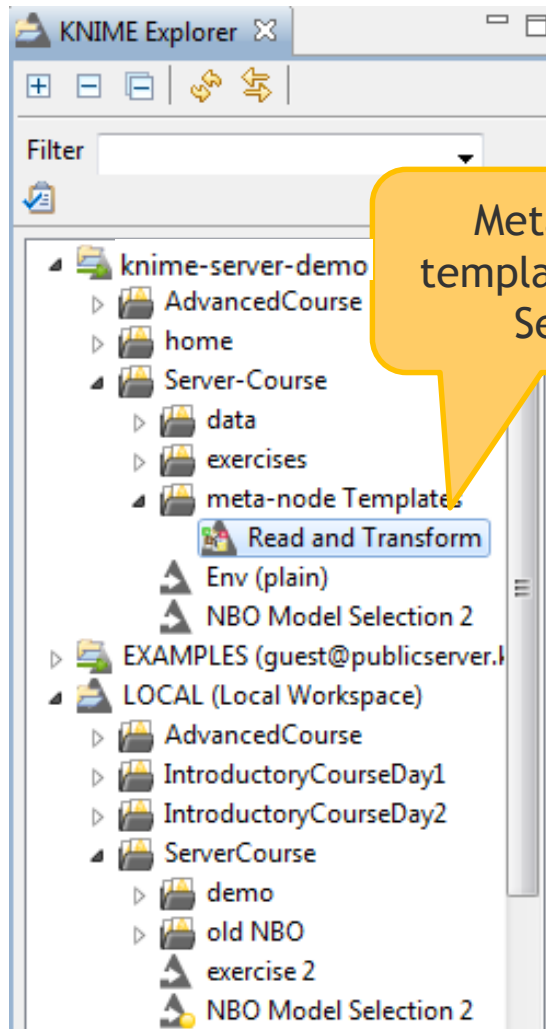 KNIME Explorer
Filter
knime-server-demo
AdvancedCourse
home
Server-Course
data
exercises
meta-node Templates
Read and Transform
Env (plain)
NBO Model Selection 2
EXAMPLES (guest@publicserver.k
LOCAL (Local Workspace)
AdvancedCourse
IntroductoryCourseDay1
IntroductoryCourseDay2
ServerCourse
demo
old NBO
exercise 2
NBO Model Selection 2
Met
templa
Se